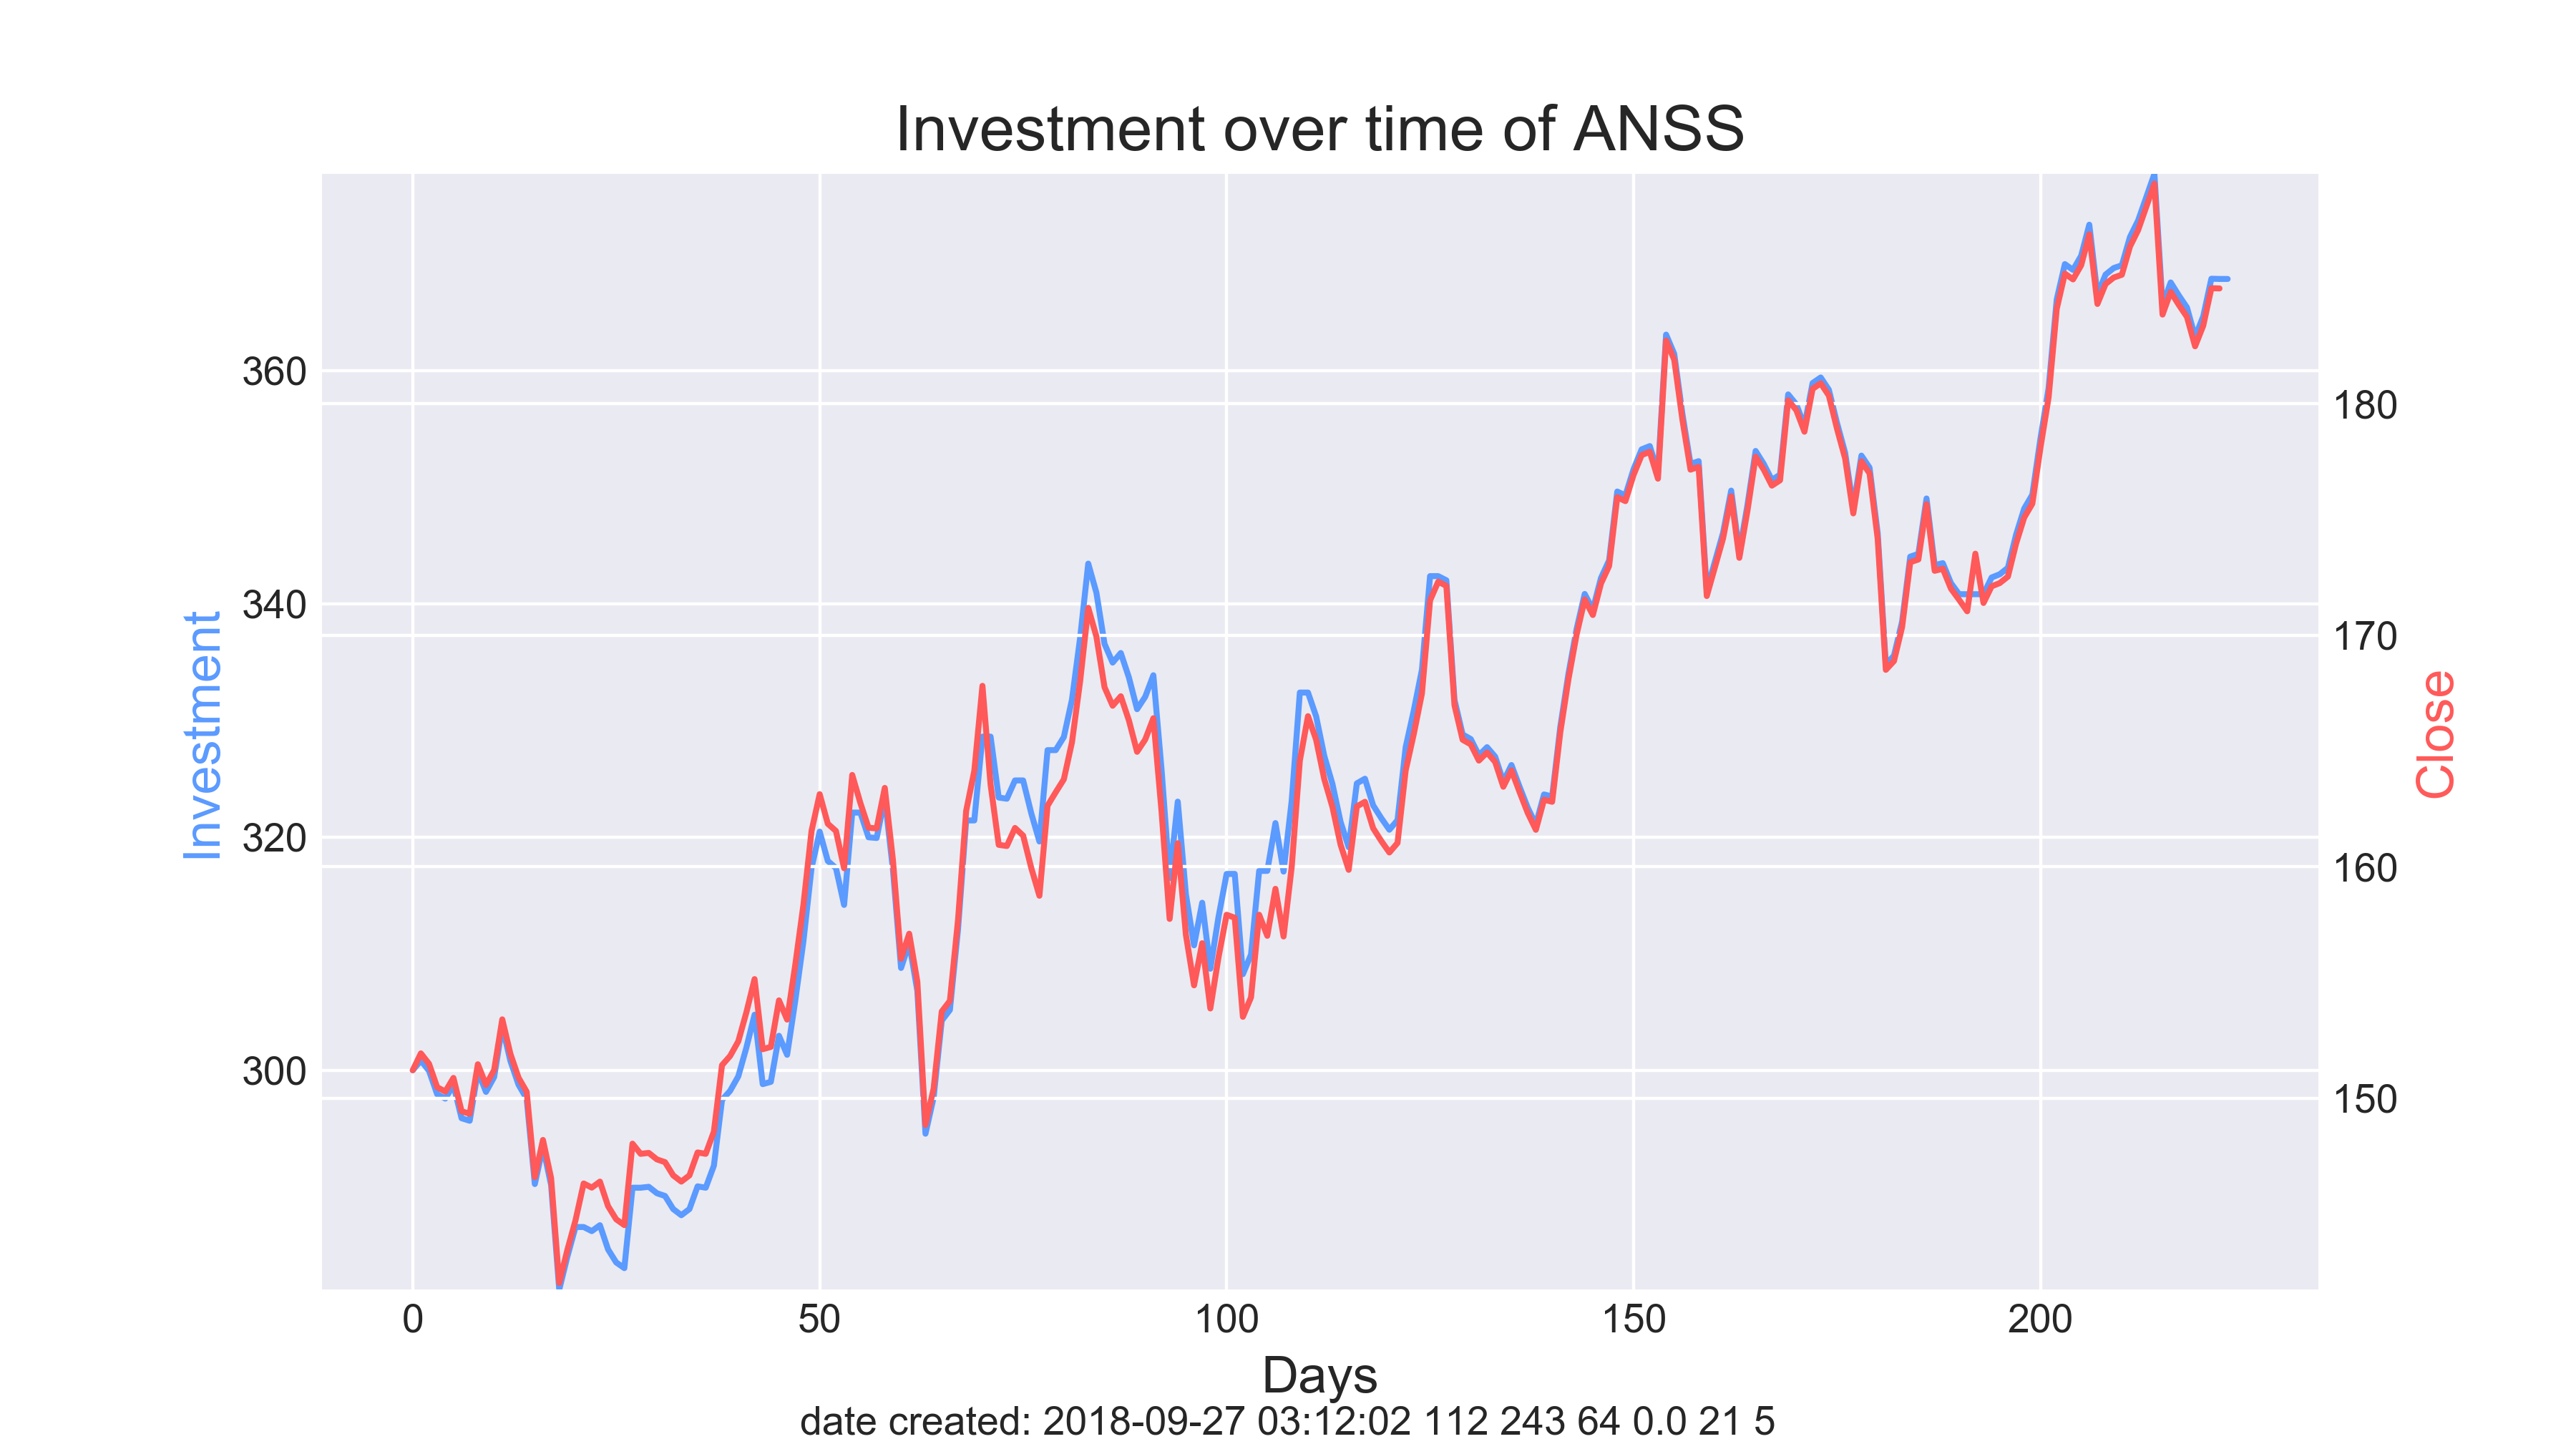 Investment over time of ANSS
360
340
320
300
180
170
160
150
Investment
Close
0 50 100 150 200
Days
date created: 2018-09-27 03:12:02 112 243 64 0.0 21 5